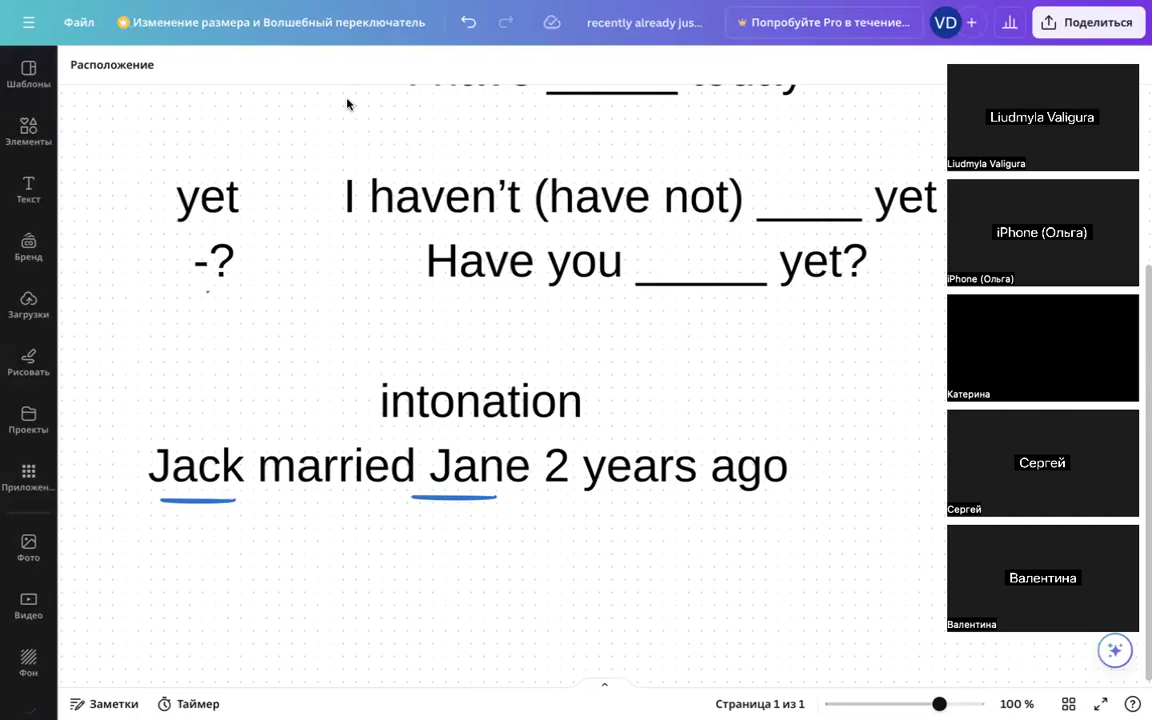 Файл
Изменение размера и Волшебный переключатель
recently already jus...
Попробуйте Pro в течение...
VD
Поделиться
Расположение
Шаблоны
Элементы
Текст
Бренд
Загрузки
Рисовать
Проекты
Приложен...
Фото
Видео
Фон
yet I haven't (have not) ____ yet
-? Have you _____ yet?
intonation
Jack married Jane 2 years ago
Liudmyla Valigura
Liudmyla Valigura
iPhone (Ольга)
iPhone (Ольга)
Катерина
Сергей
Сергей
Валентина
Валентина
Заметки
Таймер
Страница 1 из 1
100 %